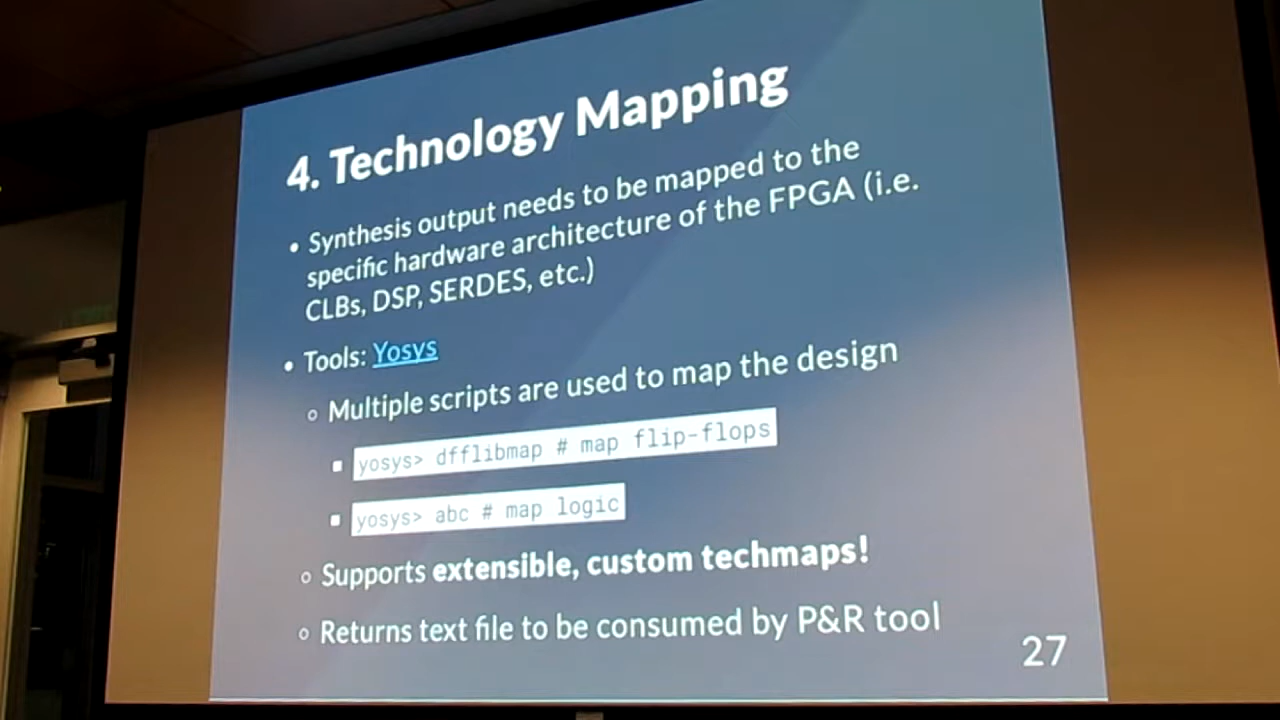 4. Technology Mapping
• Synthesis output needs to be mapped to the
specific hardware architecture of the FPGA (i.e.
CLBs, DSP, SERDES, etc.)
• Tools: Yosys
○ Multiple scripts are used to map the design
■ yosys> dfflibmap # map flip-flops
■ yosys> abc # map logic
○ Supports extensible, custom techmaps!
○ Returns text file to be consumed by P&R tool
27